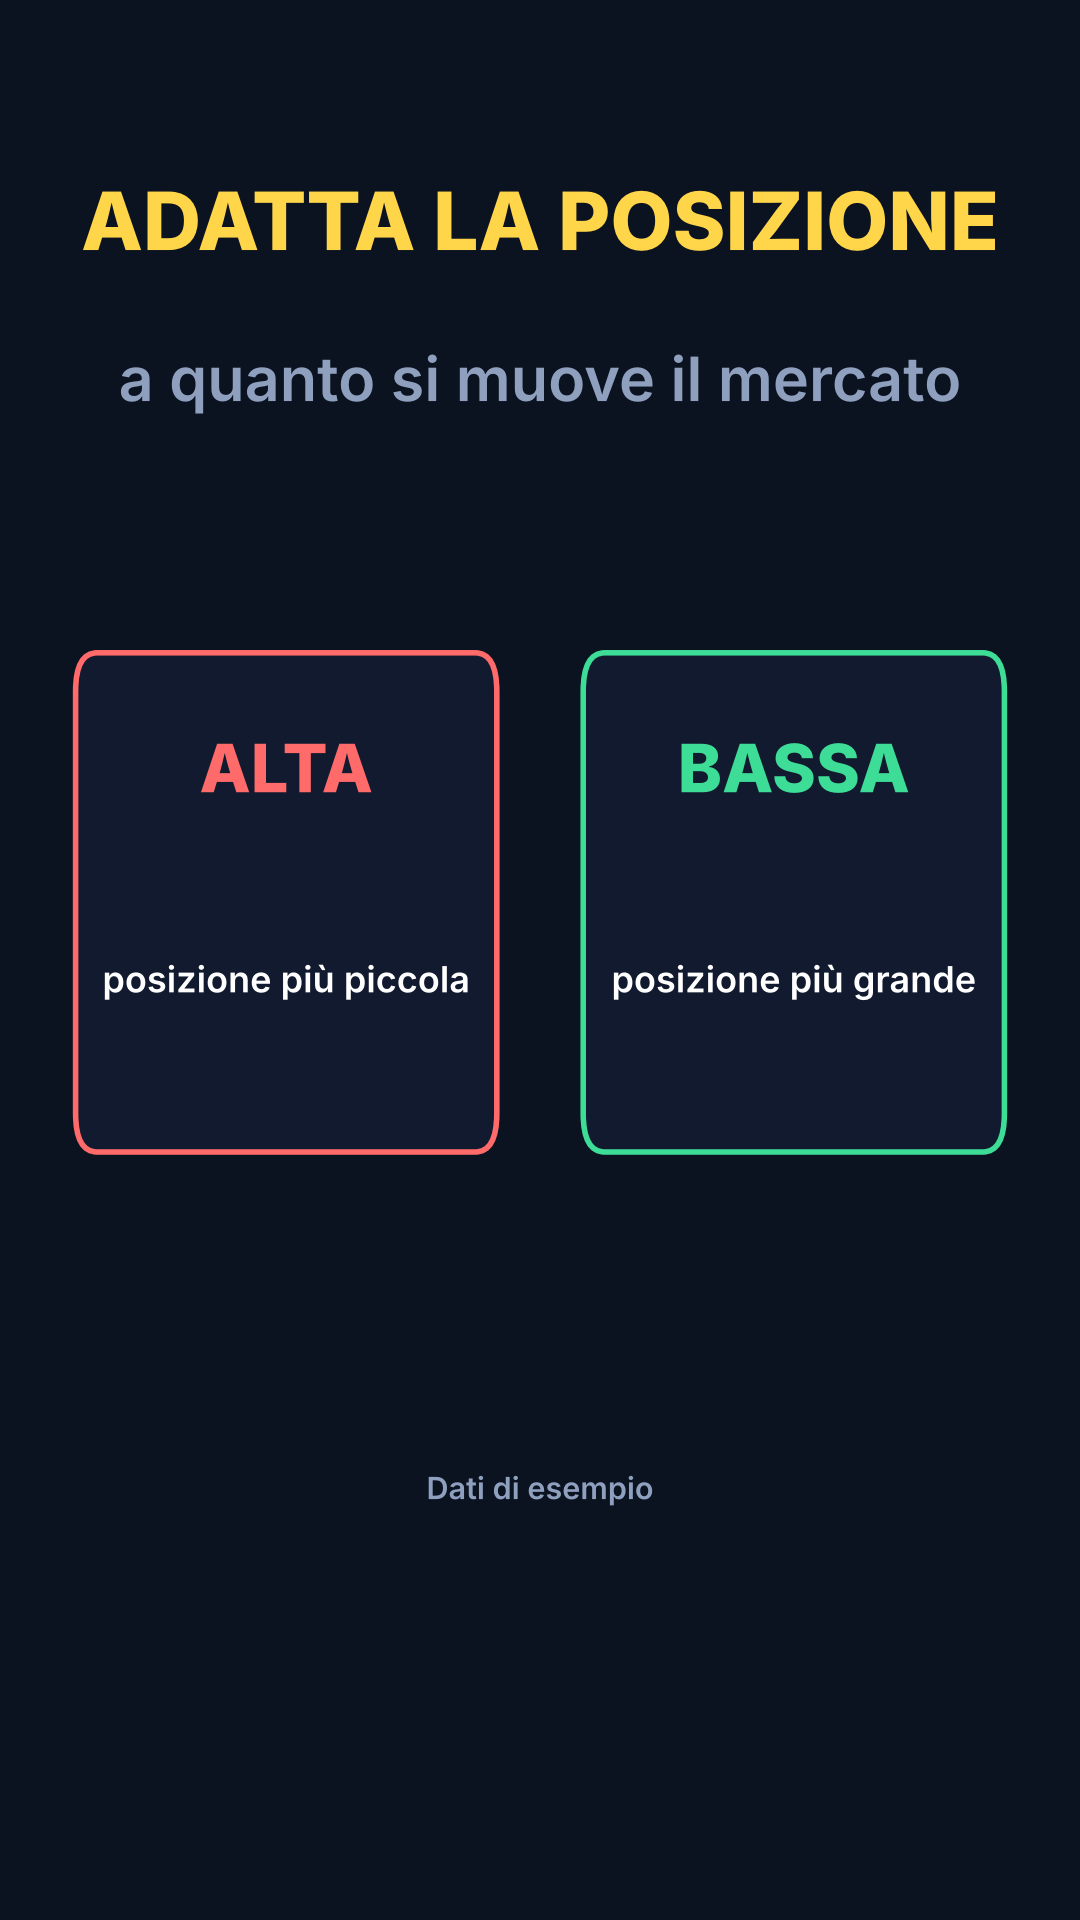 ADATTA LA POSIZIONE
a quanto si muove il mercato
ALTA
posizione più piccola
BASSA
posizione più grande
Dati di esempio